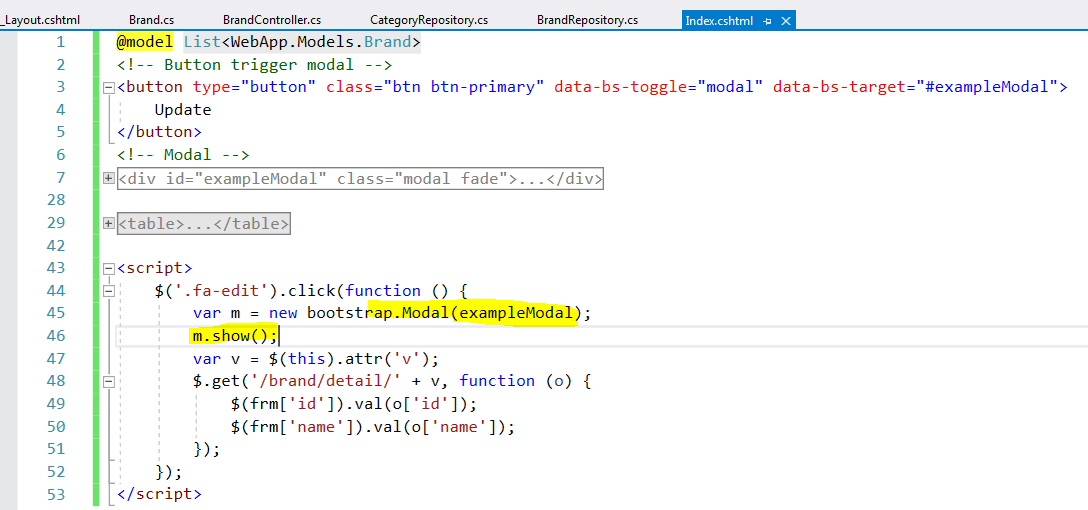 _Layout.cshtml Brand.cs BrandController.cs CategoryRepository.cs BrandRepository.cs Index.cshtml
1 @model List<WebApp.Models.Brand>
2 <!-- Button trigger modal -->
3 <button type="button" class="btn btn-primary" data-bs-toggle="modal" data-bs-target="#exampleModal">
4 Update
5 </button>
6 <!-- Modal -->
7 <div id="exampleModal" class="modal fade">...</div>
28
29 <table>...</table>
42
43 <script>
44 $('.fa-edit').click(function () {
45 var m = new bootstrap.Modal(exampleModal);
46 m.show();
47 var v = $(this).attr('v');
48 $.get('/brand/detail/' + v, function (o) {
49 $(frm['id']).val(o['id']);
50 $(frm['name']).val(o['name']);
51 });
52 });
53 </script>